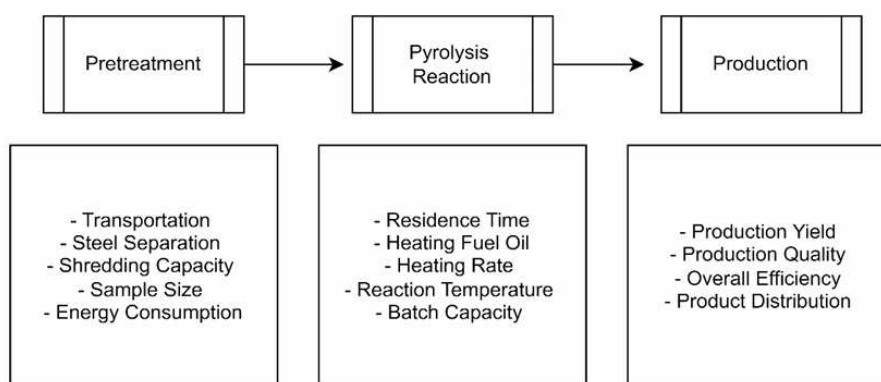 Pretreatment
Pyrolysis
Reaction
Production
- Transportation
- Steel Separation
- Shredding Capacity
- Sample Size
- Energy Consumption
- Residence Time
- Heating Fuel Oil
- Heating Rate
- Reaction Temperature
- Batch Capacity
- Production Yield
- Production Quality
- Overall Efficiency
- Product Distribution